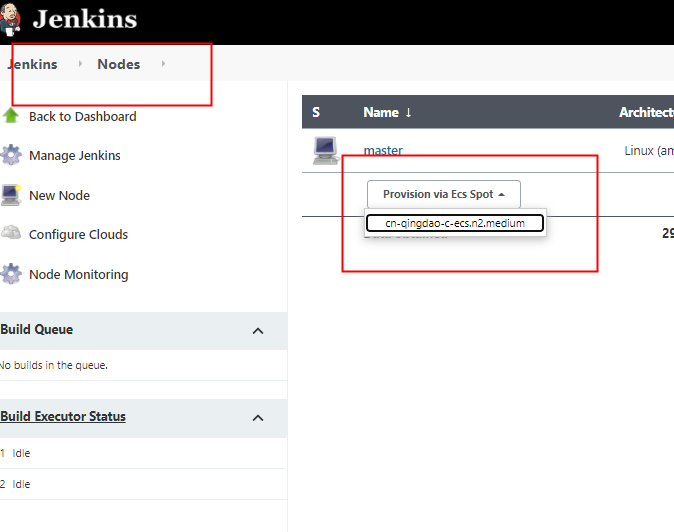 Jenkins
Jenkins Nodes
Back to Dashboard
Manage Jenkins
New Node
Configure Clouds
Node Monitoring
Build Queue
No builds in the queue.
Build Executor Status
1 Idle
2 Idle
S Name ↓ Architect
master Linux (am
Provision via Ecs Spot
cn-qingdao-c-ecs.n2.medium
29